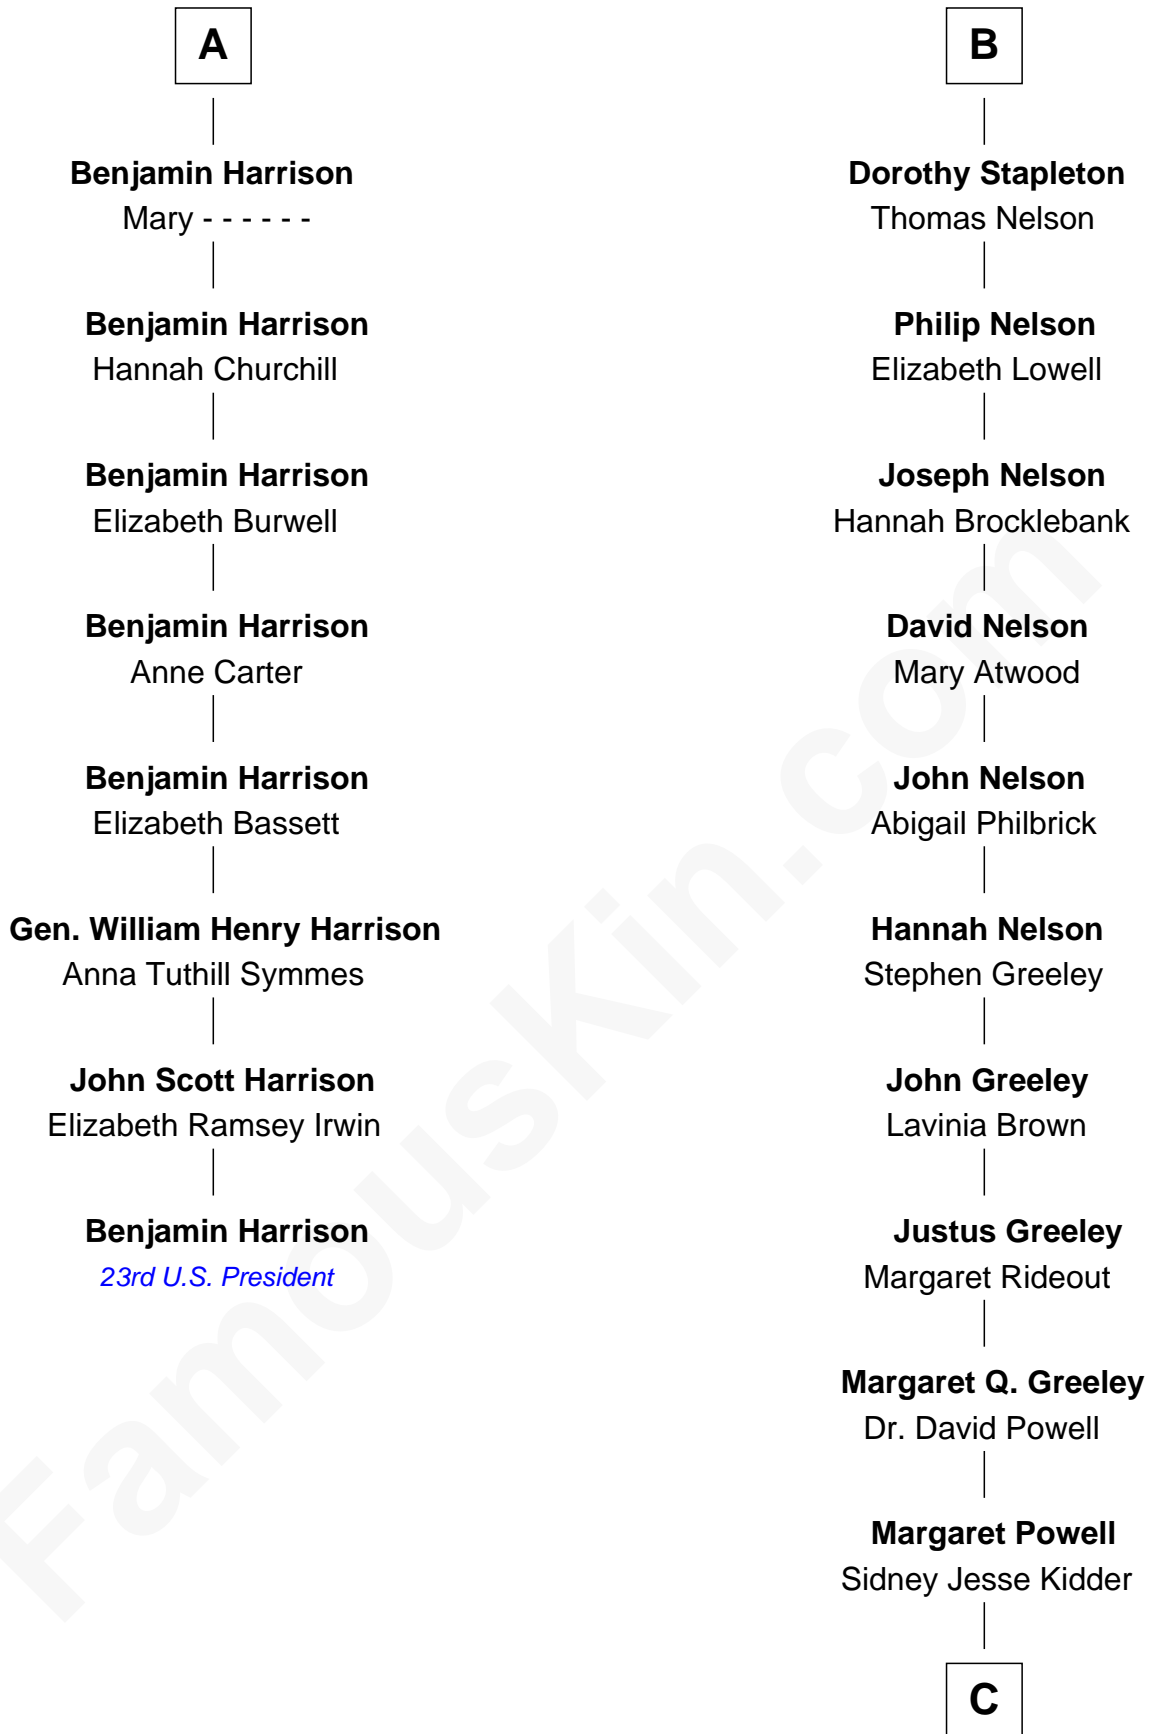 A
Benjamin Harrison
Mary - - - - - -
Benjamin Harrison
Hannah Churchill
Benjamin Harrison
Elizabeth Burwell
Benjamin Harrison
Anne Carter
Benjamin Harrison
Elizabeth Bassett
Gen. William Henry Harrison
Anna Tuthill Symmes
John Scott Harrison
Elizabeth Ramsey Irwin
Benjamin Harrison
23rd U.S. President
B
Dorothy Stapleton
Thomas Nelson
Philip Nelson
Elizabeth Lowell
Joseph Nelson
Hannah Brocklebank
David Nelson
Mary Atwood
John Nelson
Abigail Philbrick
Hannah Nelson
Stephen Greeley
John Greeley
Lavinia Brown
Justus Greeley
Margaret Rideout
Margaret Q. Greeley
Dr. David Powell
Margaret Powell
Sidney Jesse Kidder
C
FamousKin.com